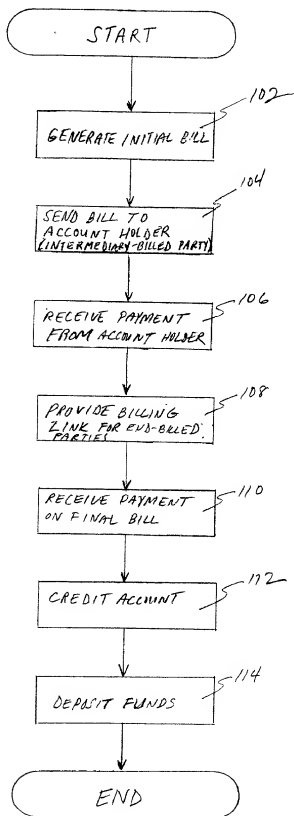 START
102
GENERATE INITIAL BILL
104
SEND BILL TO
ACCOUNT HOLDER
(INTERMEDIARY-BILLED PARTY)
106
RECEIVE PAYMENT
FROM ACCOUNT HOLDER
108
PROVIDE BILLING
LINK FOR END-BILLED
PARTIES
110
RECEIVE PAYMENT
ON FINAL BILL
112
CREDIT ACCOUNT
114
DEPOSIT FUNDS
END